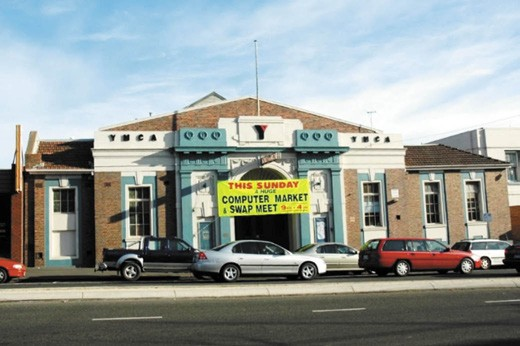 YMCA
YMCA
THIS SUNDAY
A HUGE
COMPUTER MARKET
& SWAP MEET